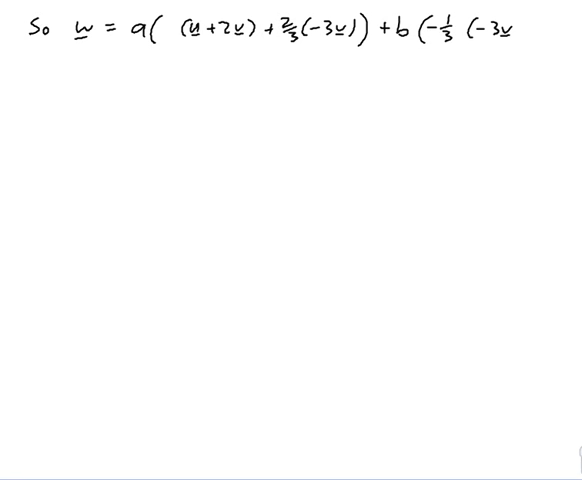 So w = a( (u+2v) + 2/3(-3v)) + b (-1/3 (-3v